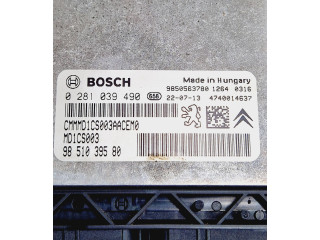 BOSCH
Made in Hungary
9850563780 1264 0316
0 281 039 490 656 22-07-13 4740014637
CMMMD1CS003AACEM0
MD1CS003
98 510 395 80